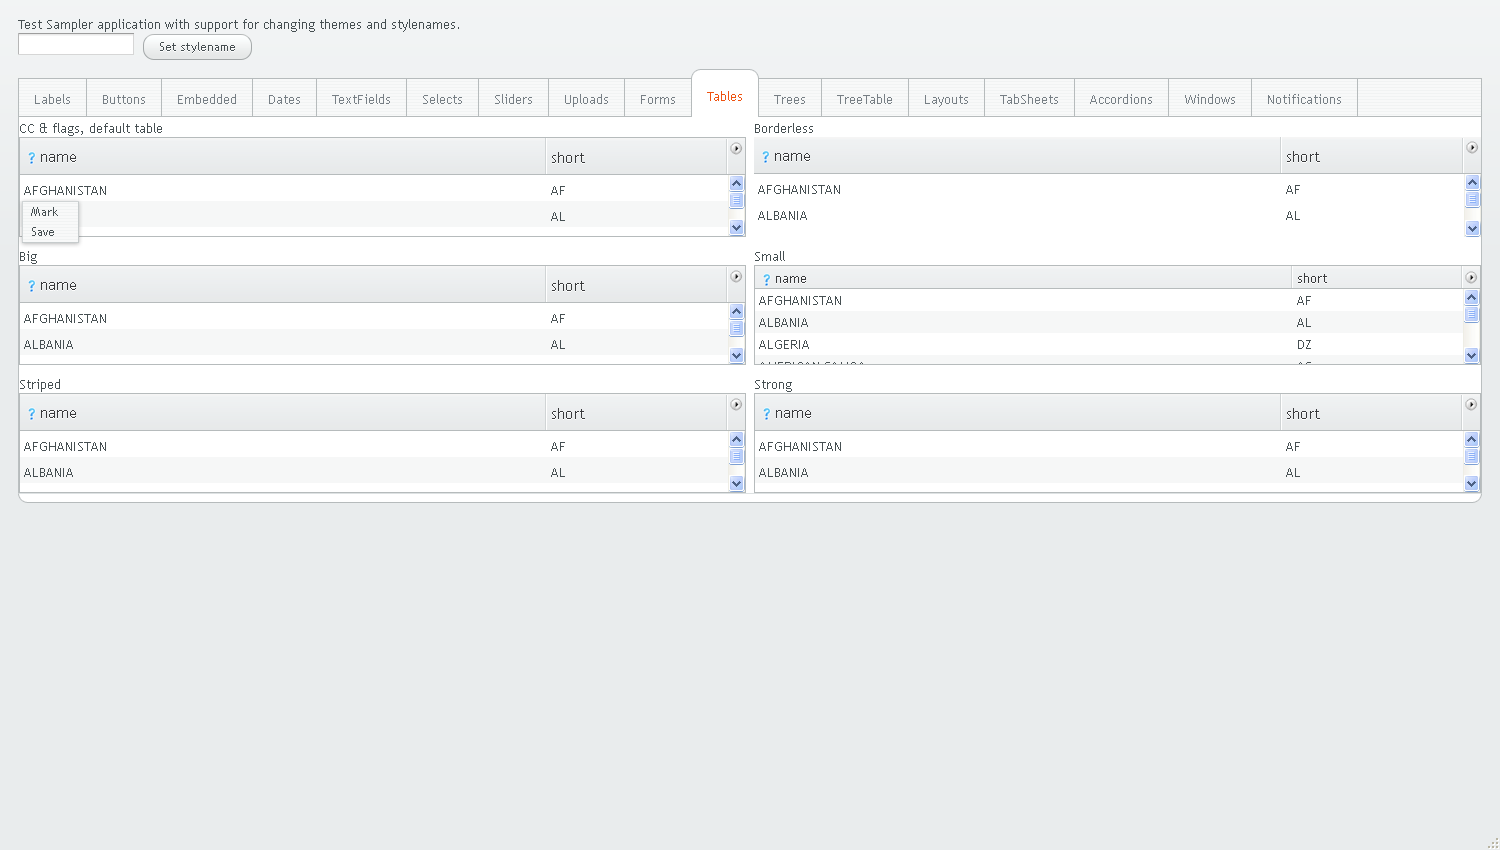 Test Sampler application with support for changing themes and stylenames.
Set stylename
Labels Buttons Embedded Dates TextFields Selects Sliders Uploads Forms Tables Trees TreeTable Layouts TabSheets Accordions Windows Notifications
CC & flags, default table
? name short
AFGHANISTAN AF
AL
Mark
Save
Borderless
? name short
AFGHANISTAN AF
ALBANIA AL
Big
? name short
AFGHANISTAN AF
ALBANIA AL
Small
? name short
AFGHANISTAN AF
ALBANIA AL
ALGERIA DZ
Striped
? name short
AFGHANISTAN AF
ALBANIA AL
Strong
? name short
AFGHANISTAN AF
ALBANIA AL